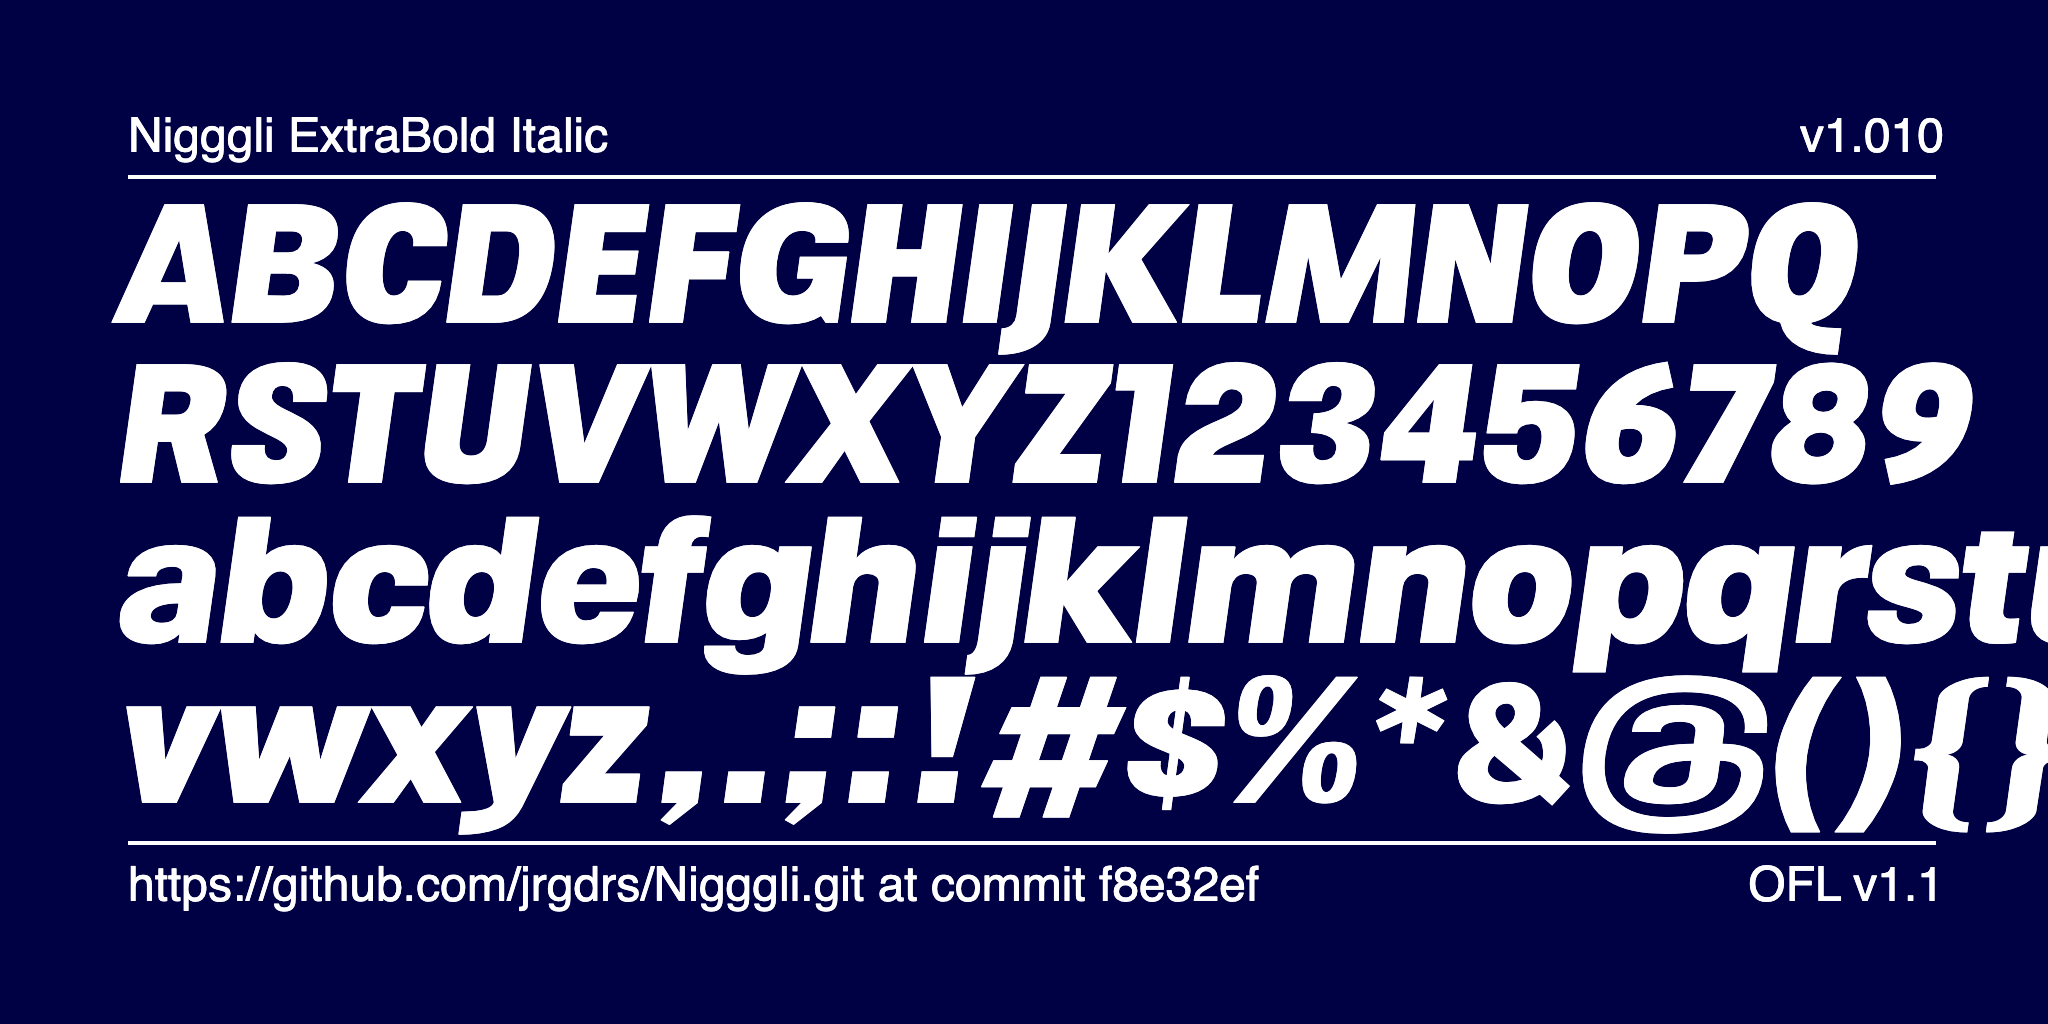 Nigggli ExtraBold Italic v1.010
ABCDEFGHIJKLMNOPQ
RSTUVWXYZ123456789
abcdefghijklmnopqrstu
vwxyz,.;:!#$%*&@(){}
https://github.com/jrgdrs/Nigggli.git at commit f8e32ef OFL v1.1